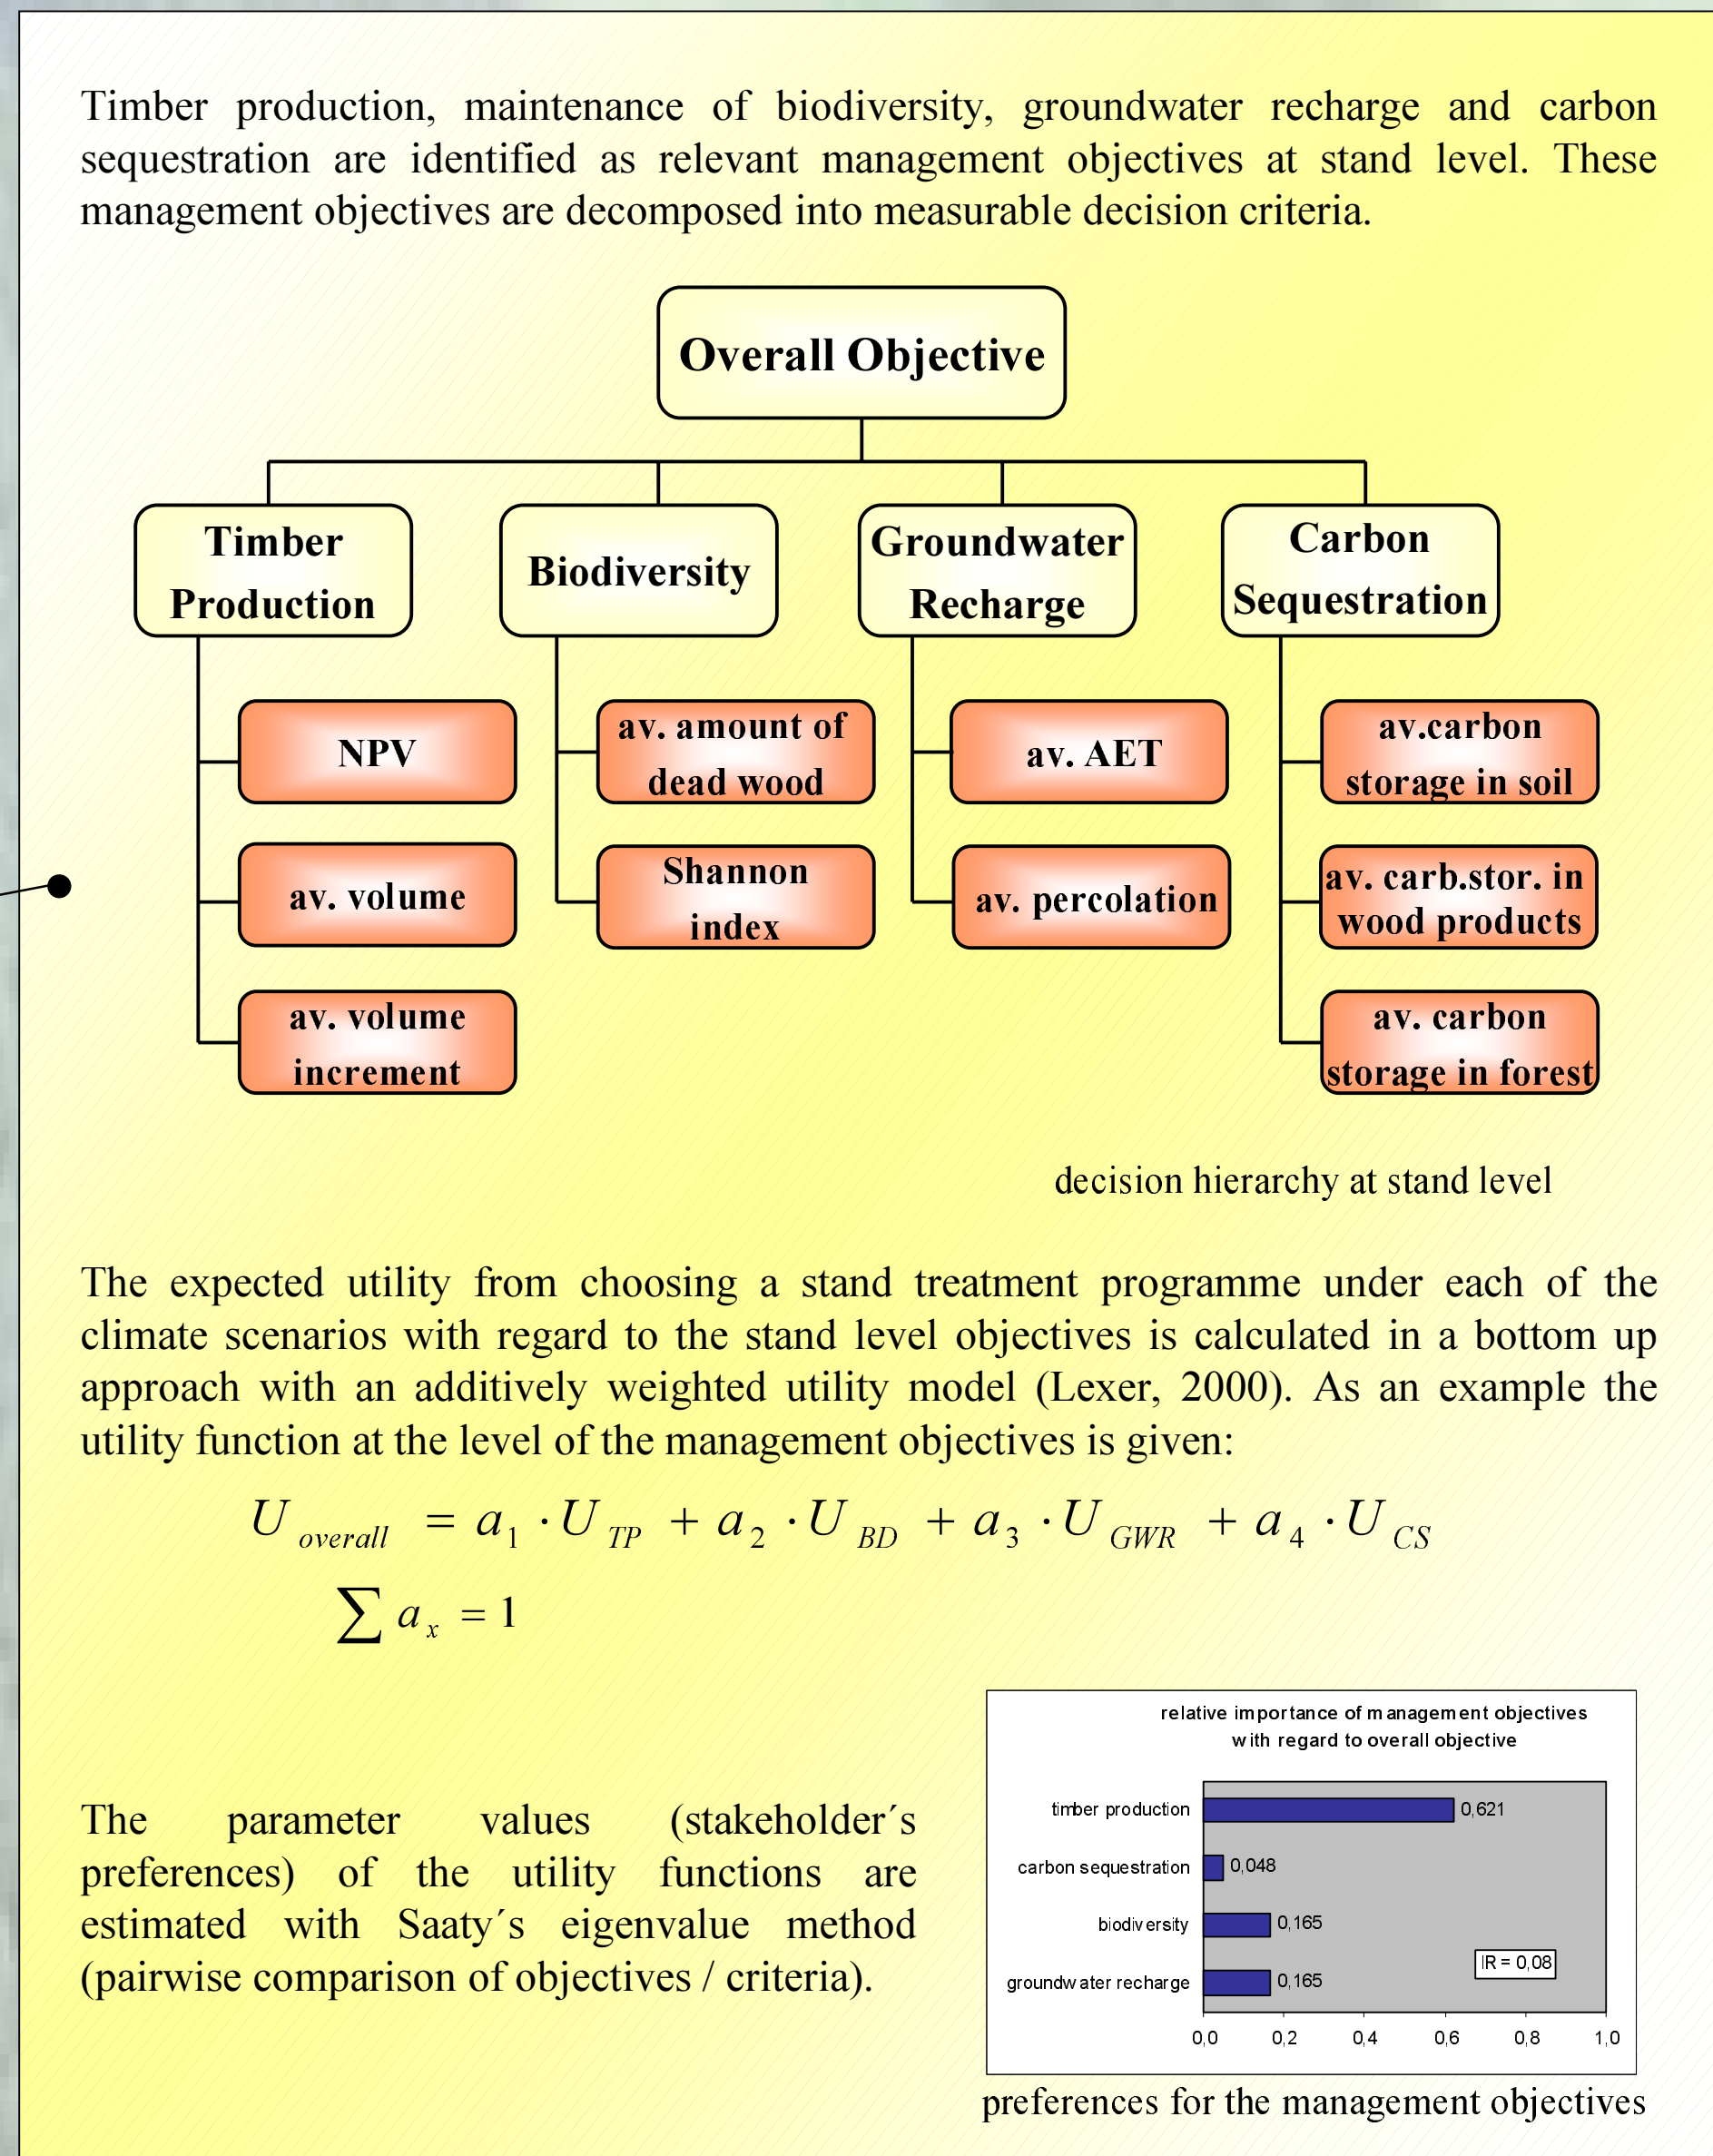 Timber production, maintenance of biodiversity, groundwater recharge and carbon
sequestration are identified as relevant management objectives at stand level. These
management objectives are decomposed into measurable decision criteria.
Overall Objective
Timber
Production
Biodiversity
Groundwater
Recharge
Carbon
Sequestration
NPV
av. volume
av. volume
increment
av. amount of
dead wood
Shannon
index
av. AET
av. percolation
av.carbon
storage in soil
av. carb.stor. in
wood products
av. carbon
storage in forest
decision hierarchy at stand level
The expected utility from choosing a stand treatment programme under each of the
climate scenarios with regard to the stand level objectives is calculated in a bottom up
approach with an additively weighted utility model (Lexer, 2000). As an example the
utility function at the level of the management objectives is given:
U overall = a1 · U TP + a2 · U BD + a3 · U GWR + a4 · U CS
∑ a x = 1
The parameter values (stakeholder´s
preferences) of the utility functions are
estimated with Saaty´s eigenvalue method
(pairwise comparison of objectives / criteria).
relative importance of management objectives
with regard to overall objective
timber production 0,621
carbon sequestration 0,048
biodiversity 0,165
groundwater recharge 0,165
IR = 0,08
0,0 0,2 0,4 0,6 0,8 1,0
preferences for the management objectives